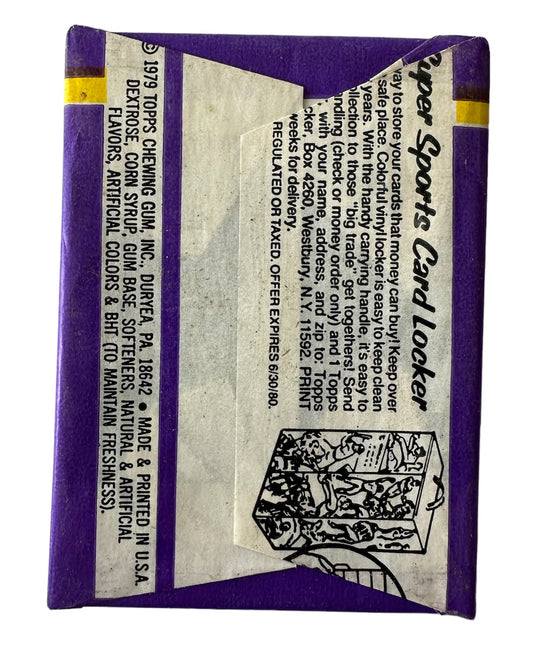 Super Sports Card Locker
way to store your cards that money can buy! Keep over
safe place. Colorful vinyl locker is easy to keep clean
years. With the handy carrying handle, it's easy to
ollection to those "big trade" get togethers! Send
ndling (check or money order only) and 1 Topps
with your name, address, and zip to: Topps
cker, Box 4260, Westbury, N.Y. 11592. PRINT
weeks for delivery.
REGULATED OR TAXED. OFFER EXPIRES 6/30/80.
© 1979 TOPPS CHEWING GUM, INC., DURYEA, PA. 18642 • MADE & PRINTED IN U.S.A.
DEXTROSE, CORN SYRUP, GUM BASE, SOFTENERS, NATURAL & ARTIFICIAL
FLAVORS, ARTIFICIAL COLORS & BHT (TO MAINTAIN FRESHNESS).